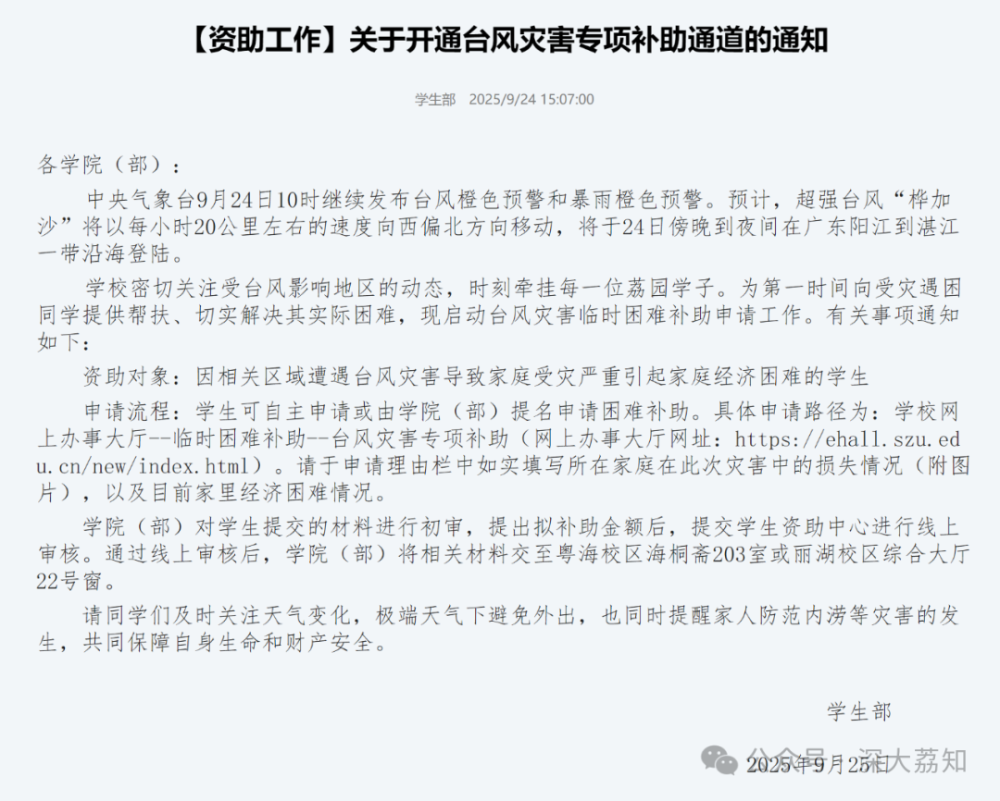 【资助工作】关于开通台风灾害专项补助通道的通知
学生部 2025/9/24 15:07:00
各学院（部）：
中央气象台9月24日10时继续发布台风橙色预警和暴雨橙色预警。预计，超强台风“桦加
沙”将以每小时20公里左右的速度向西偏北方向移动，将于24日傍晚到夜间在广东阳江到湛江
一带沿海登陆。
学校密切关注受台风影响地区的动态，时刻牵挂每一位荔园学子。为第一时间向受灾遇困
同学提供帮扶、切实解决其实际困难，现启动台风灾害临时困难补助申请工作。有关事项通知
如下：
资助对象：因相关区域遭遇台风灾害导致家庭受灾严重引起家庭经济困难的学生
申请流程：学生可自主申请或由学院（部）提名申请困难补助。具体申请路径为：学校网
上办事大厅--临时困难补助--台风灾害专项补助（网上办事大厅网址：https://ehall.szu.ed
u.cn/new/index.html）。请于申请理由栏中如实填写所在家庭在此次灾害中的损失情况（附图
片），以及目前家里经济困难情况。
学院（部）对学生提交的材料进行初审，提出拟补助金额后，提交学生资助中心进行线上
审核。通过线上审核后，学院（部）将相关材料交至粤海校区海桐斋203室或丽湖校区综合大厅
22号窗。
请同学们及时关注天气变化，极端天气下避免外出，也同时提醒家人防范内涝等灾害的发
生，共同保障自身生命和财产安全。
学生部
2025年9月25日
公众号 深大荔知